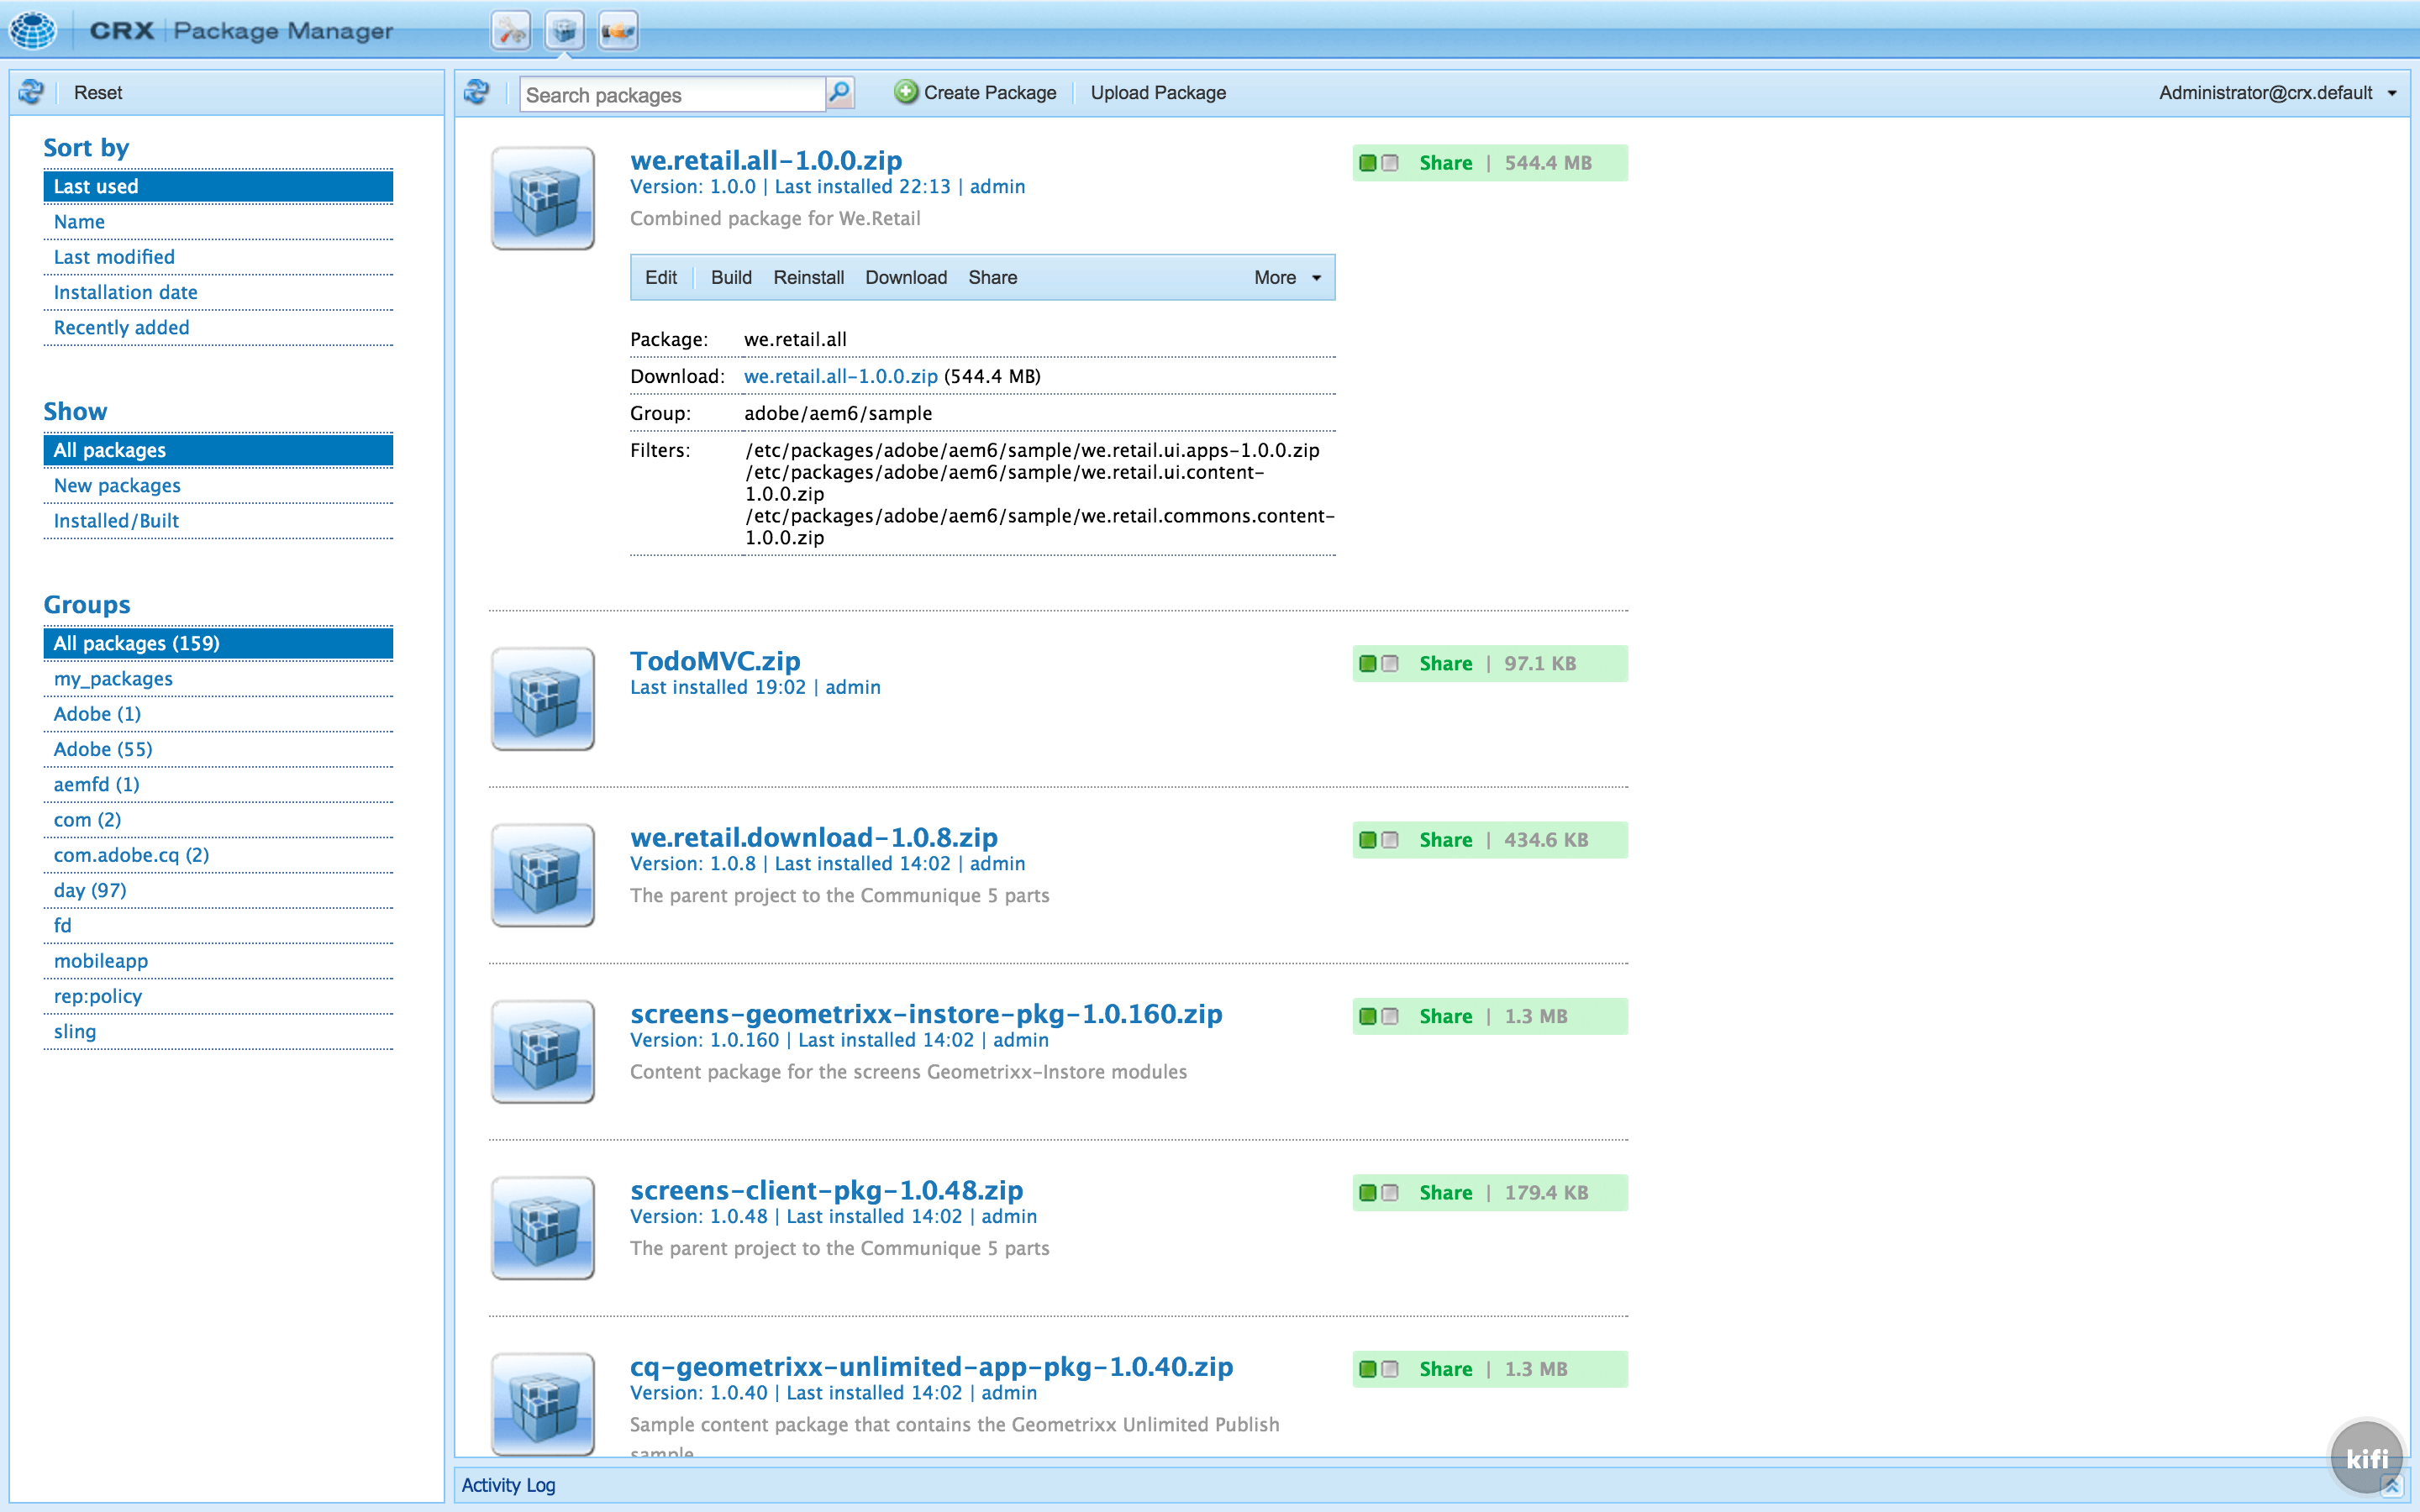 CRX | Package Manager
Reset
Search packages
Create Package
Upload Package
Administrator@crx.default
Sort by
Last used
Name
Last modified
Installation date
Recently added
Show
All packages
New packages
Installed/Built
Groups
All packages (159)
my_packages
Adobe (1)
Adobe (55)
aemfd (1)
com (2)
com.adobe.cq (2)
day (97)
fd
mobileapp
rep:policy
sling
we.retail.all-1.0.0.zip
Version: 1.0.0 | Last installed 22:13 | admin
Combined package for We.Retail
Share | 544.4 MB
Edit Build Reinstall Download Share More
Package: we.retail.all
Download: we.retail.all-1.0.0.zip (544.4 MB)
Group: adobe/aem6/sample
Filters: /etc/packages/adobe/aem6/sample/we.retail.ui.apps-1.0.0.zip
/etc/packages/adobe/aem6/sample/we.retail.ui.content-
1.0.0.zip
/etc/packages/adobe/aem6/sample/we.retail.commons.content-
1.0.0.zip
TodoMVC.zip
Last installed 19:02 | admin
Share | 97.1 KB
we.retail.download-1.0.8.zip
Version: 1.0.8 | Last installed 14:02 | admin
The parent project to the Communique 5 parts
Share | 434.6 KB
screens-geometrixx-instore-pkg-1.0.160.zip
Version: 1.0.160 | Last installed 14:02 | admin
Content package for the screens Geometrixx-Instore modules
Share | 1.3 MB
screens-client-pkg-1.0.48.zip
Version: 1.0.48 | Last installed 14:02 | admin
The parent project to the Communique 5 parts
Share | 179.4 KB
cq-geometrixx-unlimited-app-pkg-1.0.40.zip
Version: 1.0.40 | Last installed 14:02 | admin
Sample content package that contains the Geometrixx Unlimited Publish
sample
Share | 1.3 MB
Activity Log
kifi